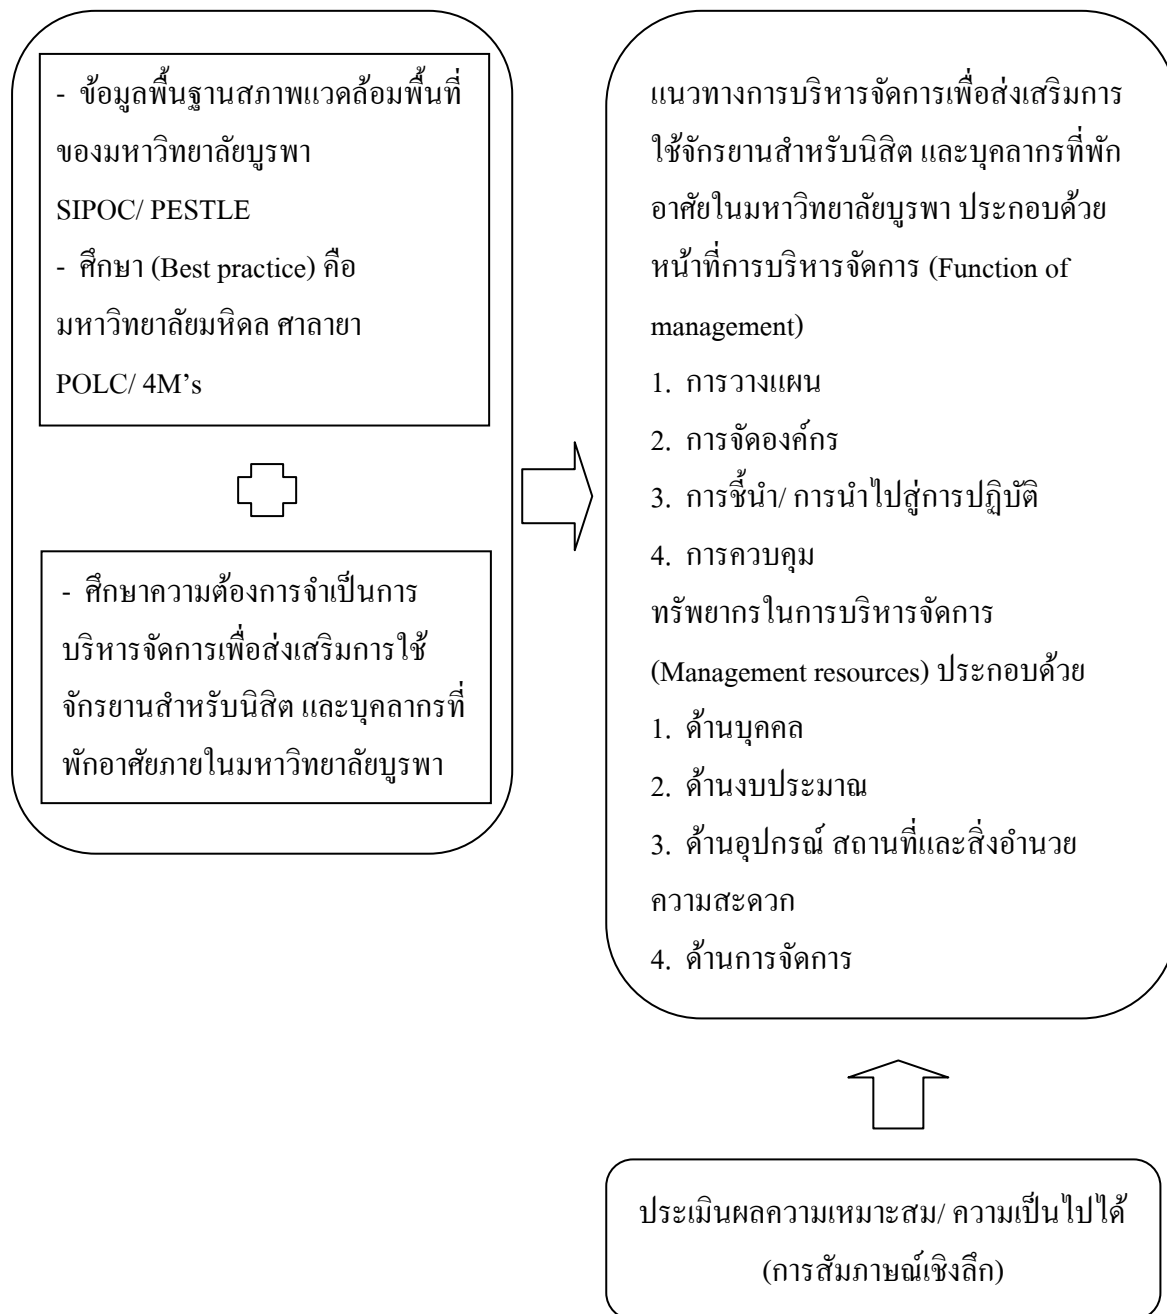 - ข้อมูลพื้นฐานสภาพแวดล้อมพื้นที่
ของมหาวิทยาลัยบูรพา
SIPOC/ PESTLE
- ศึกษา (Best practice) คือ
มหาวิทยาลัยมหิดล ศาลายา
POLC/ 4M’s
- ศึกษาความต้องการจำเป็นการ
บริหารจัดการเพื่อส่งเสริมการใช้
จักรยานสำหรับนิสิต และบุคลากรที่
พักอาศัยภายในมหาวิทยาลัยบูรพา
แนวทางการบริหารจัดการเพื่อส่งเสริมการ
ใช้จักรยานสำหรับนิสิต และบุคลากรที่พัก
อาศัยในมหาวิทยาลัยบูรพา ประกอบด้วย
หน้าที่การบริหารจัดการ (Function of
management)
1. การวางแผน
2. การจัดองค์กร
3. การชี้นำ/ การนำไปสู่การปฏิบัติ
4. การควบคุม
ทรัพยากรในการบริหารจัดการ
(Management resources) ประกอบด้วย
1. ด้านบุคคล
2. ด้านงบประมาณ
3. ด้านอุปกรณ์ สถานที่และสิ่งอำนวย
ความสะดวก
4. ด้านการจัดการ
ประเมินผลความเหมาะสม/ ความเป็นไปได้
(การสัมภาษณ์เชิงลึก)